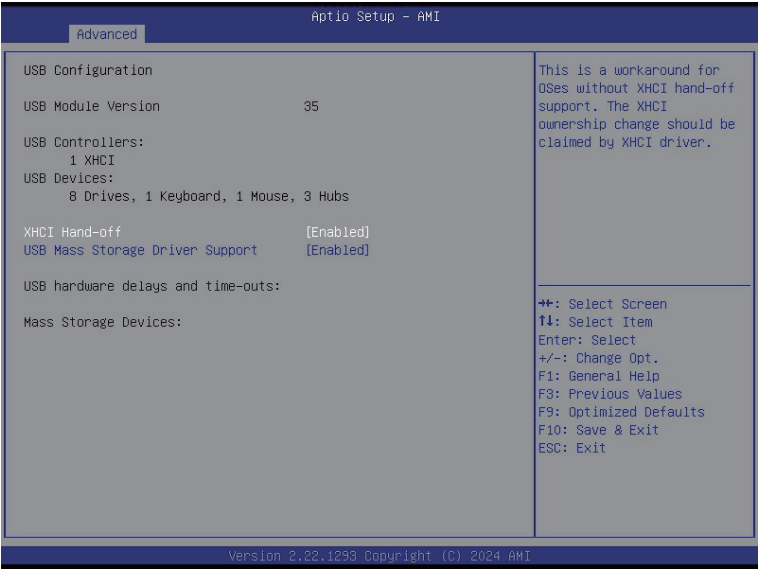 Aptio Setup – AMI
Advanced
USB Configuration
USB Module Version 35
USB Controllers:
1 XHCI
USB Devices:
8 Drives, 1 Keyboard, 1 Mouse, 3 Hubs
XHCI Hand-off [Enabled]
USB Mass Storage Driver Support [Enabled]
USB hardware delays and time-outs:
Mass Storage Devices:
This is a workaround for
OSes without XHCI hand-off
support. The XHCI
ownership change should be
claimed by XHCI driver.
→←: Select Screen
↑↓: Select Item
Enter: Select
+/-: Change Opt.
F1: General Help
F3: Previous Values
F9: Optimized Defaults
F10: Save & Exit
ESC: Exit
Version 2.22.1293 Copyright (C) 2024 AMI